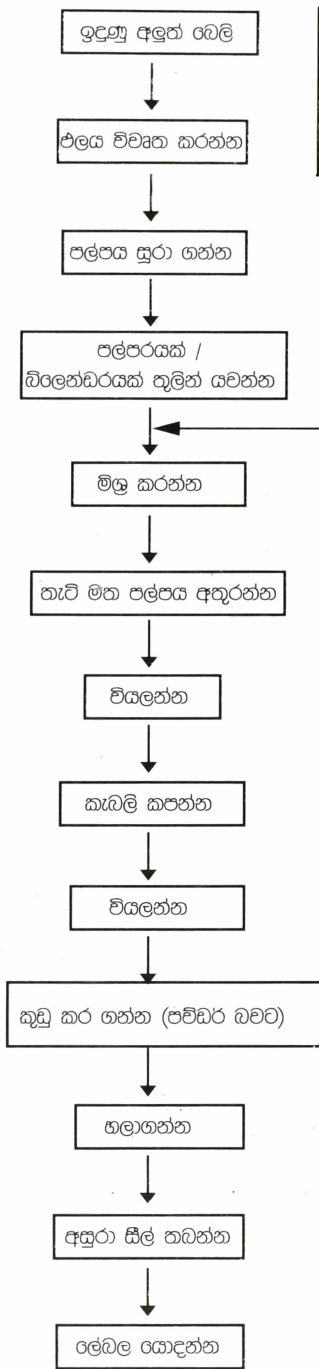 ඉදුණු අලුත් බෙලි
ඵලය විවෘත කරන්න
පල්පය සූරා ගන්න
පල්පරයක් /
බ්ලෙන්ඩරයක් තුලින් යවන්න
මිශ්‍ර කරන්න
තැටි මත පල්පය අතුරන්න
වියලන්න
කැබලි කපන්න
වියලන්න
කුඩු කර ගන්න (පව්ඩර් බවට)
හලාගන්න
අසුරා සීල් තබන්න
ලේබල යොදන්න